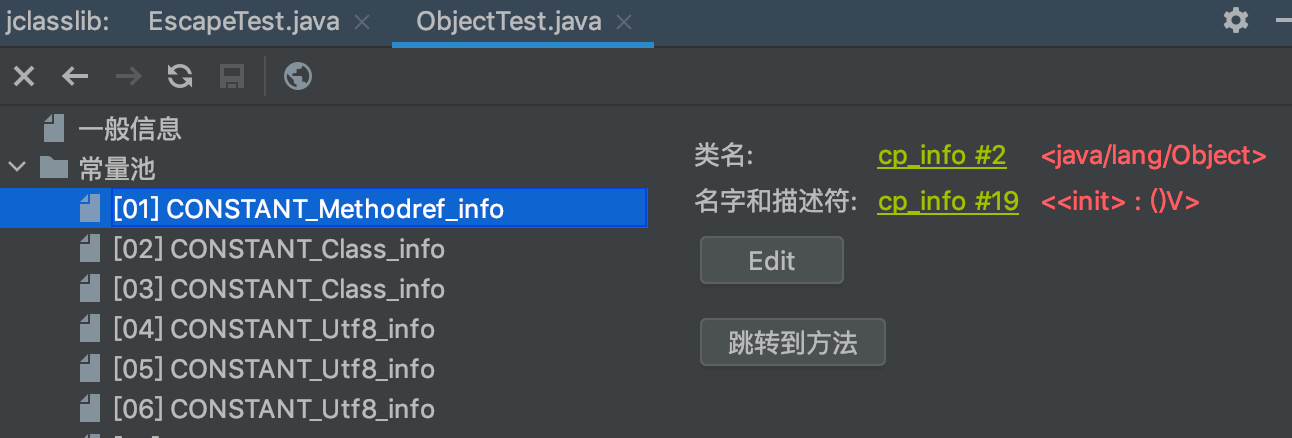 jclasslib: EscapeTest.java ObjectTest.java
一般信息
常量池
[01] CONSTANT_Methodref_info
[02] CONSTANT_Class_info
[03] CONSTANT_Class_info
[04] CONSTANT_Utf8_info
[05] CONSTANT_Utf8_info
[06] CONSTANT_Utf8_info
类名: cp_info #2 <java/lang/Object>
名字和描述符: cp_info #19 <<init> : ()V>
Edit
跳转到方法